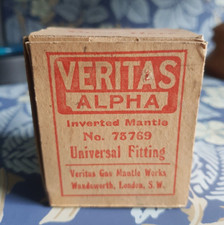 VERITAS
ALPHA
Inverted Mantle
No. 75769
Universal Fitting
Veritas Gas Mantle Works
Wandsworth, London, S.W.